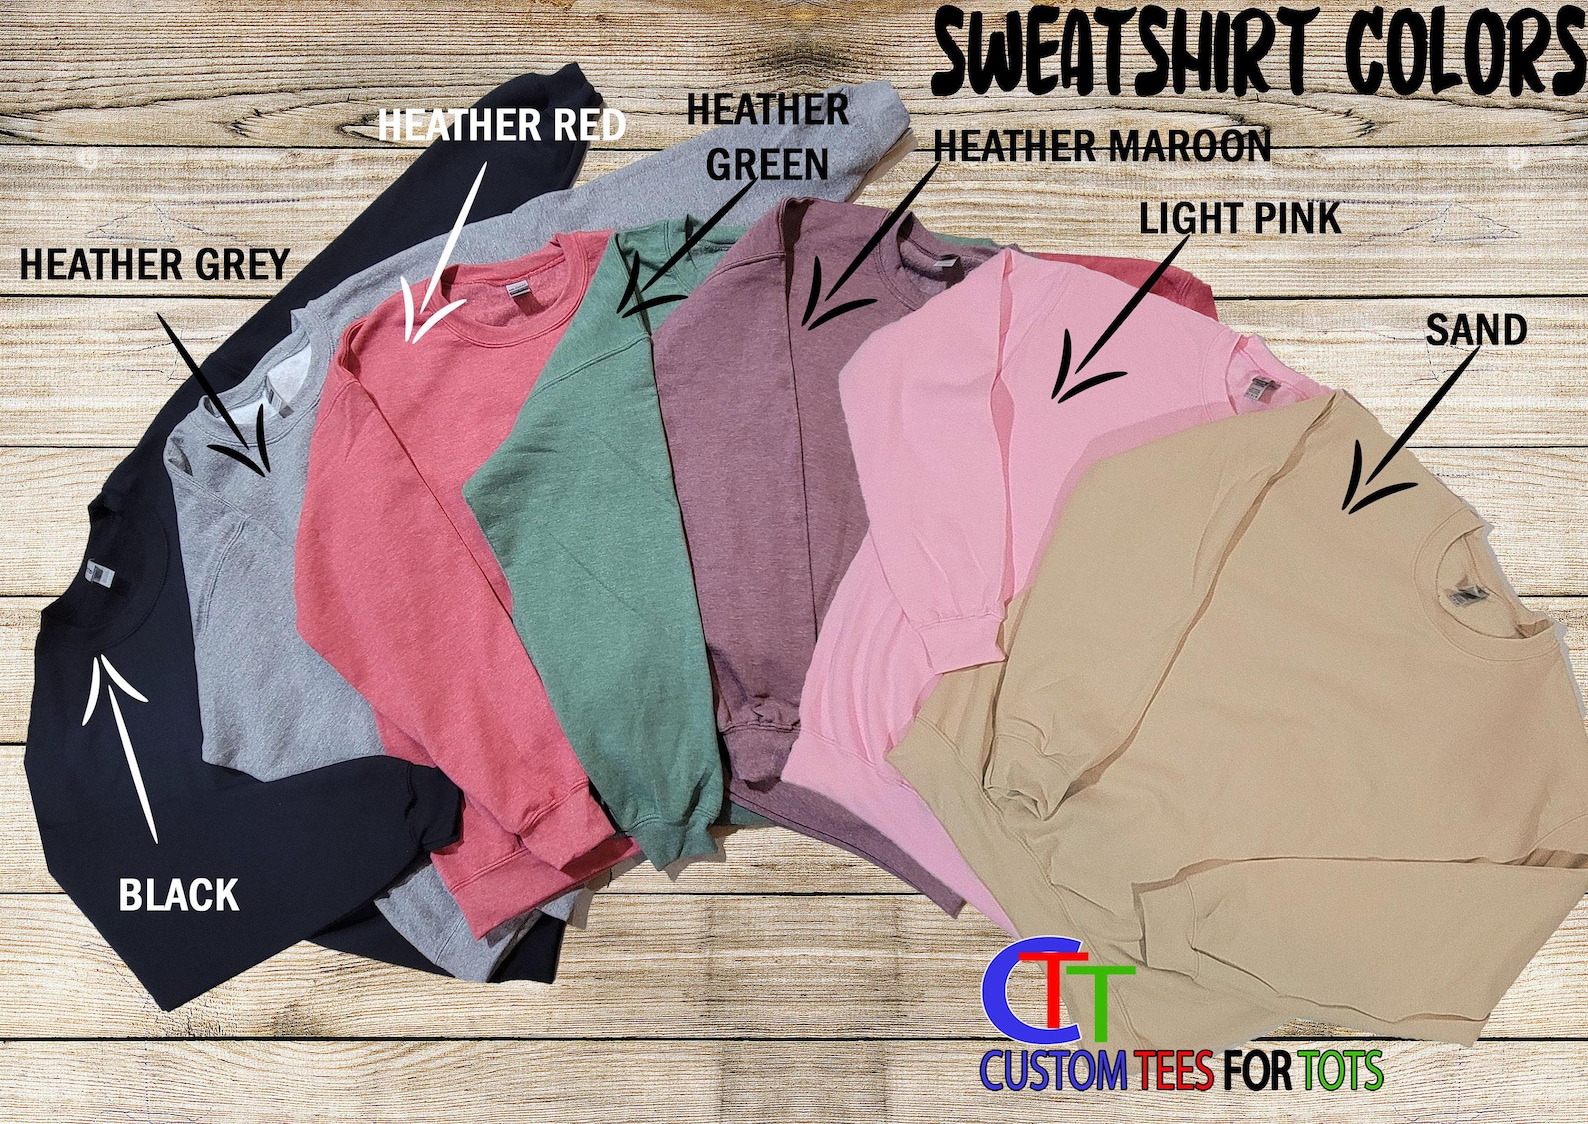 SWEATSHIRT COLORS
HEATHER RED
HEATHER
GREEN
HEATHER MAROON
LIGHT PINK
HEATHER GREY
SAND
BLACK
CTT
CUSTOM TEES FOR TOTS